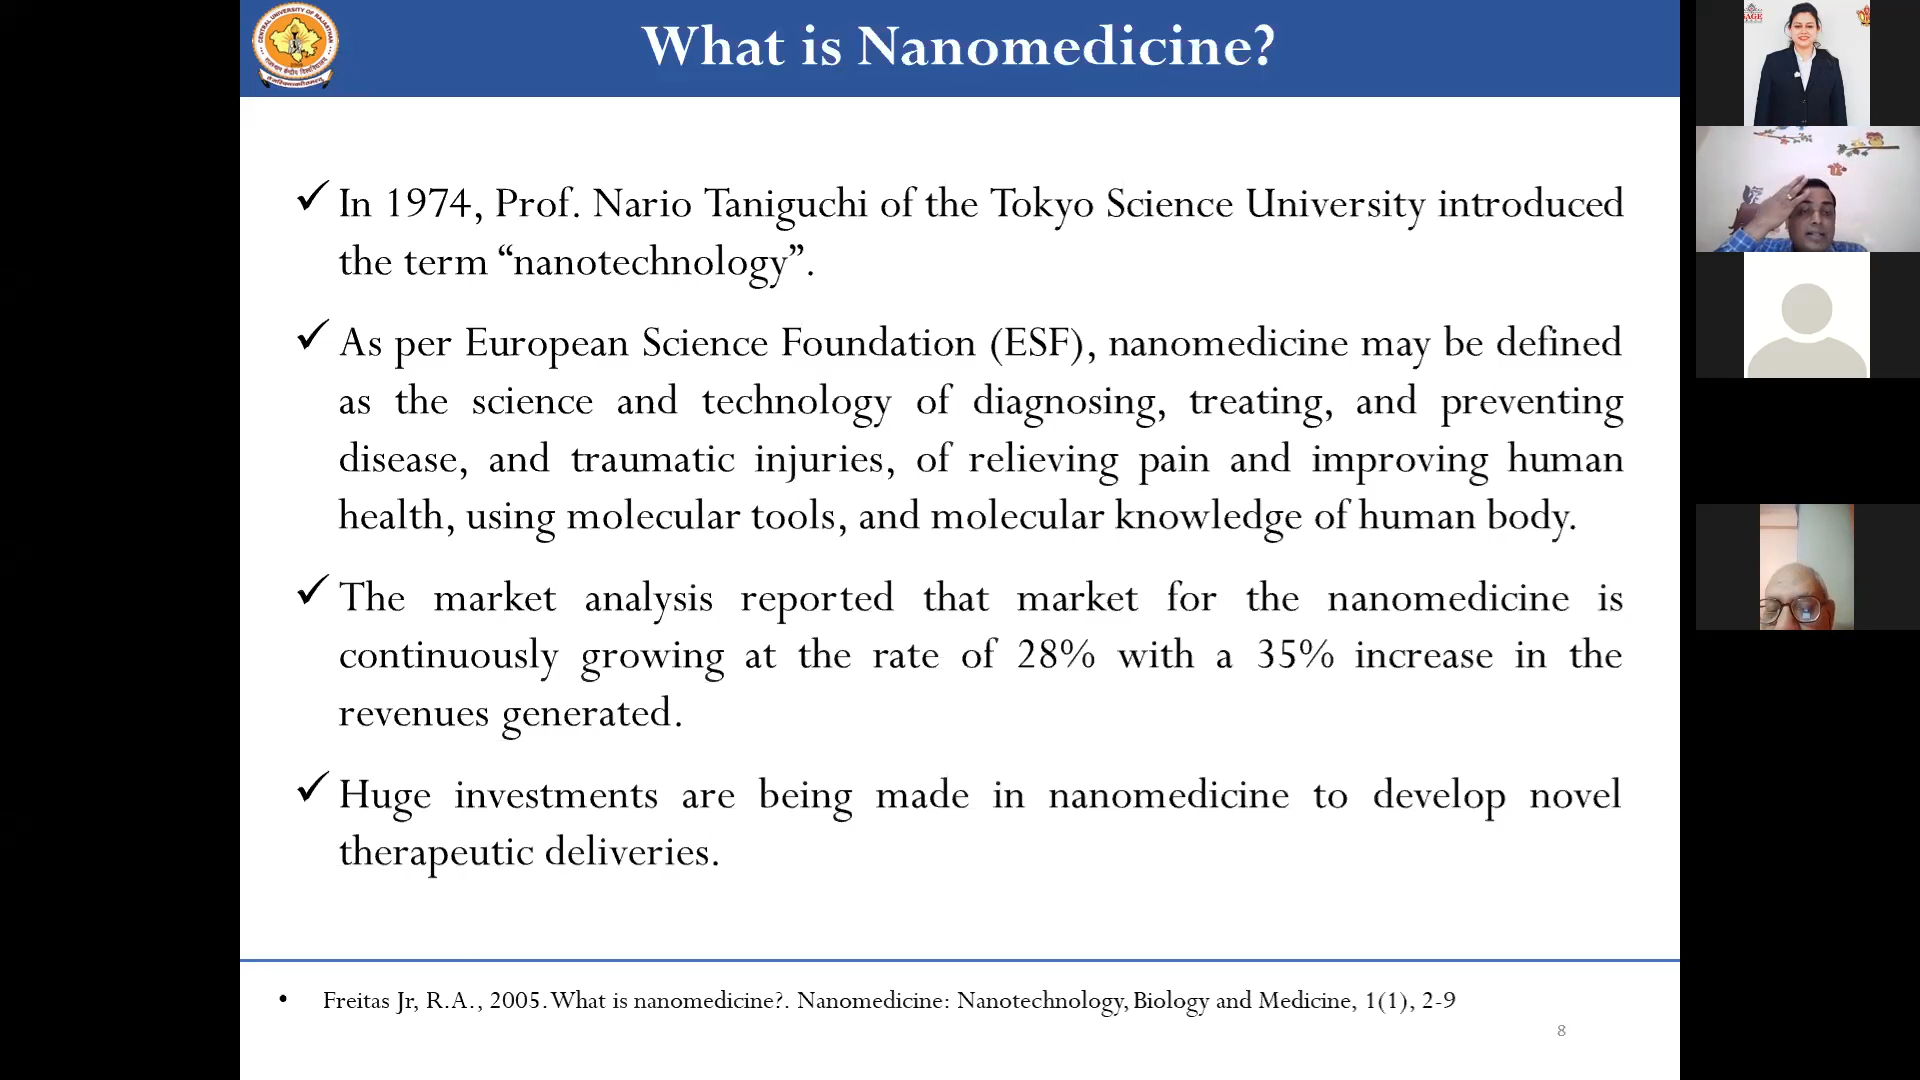 What is Nanomedicine?
✓ In 1974, Prof. Nario Taniguchi of the Tokyo Science University introduced
the term “nanotechnology”.
✓ As per European Science Foundation (ESF), nanomedicine may be defined
as the science and technology of diagnosing, treating, and preventing
disease, and traumatic injuries, of relieving pain and improving human
health, using molecular tools, and molecular knowledge of human body.
✓ The market analysis reported that market for the nanomedicine is
continuously growing at the rate of 28% with a 35% increase in the
revenues generated.
✓ Huge investments are being made in nanomedicine to develop novel
therapeutic deliveries.
• Freitas Jr, R.A., 2005. What is nanomedicine?. Nanomedicine: Nanotechnology, Biology and Medicine, 1(1), 2-9
8
CENTRAL UNIVERSITY OF RAJASTHAN
SAGE